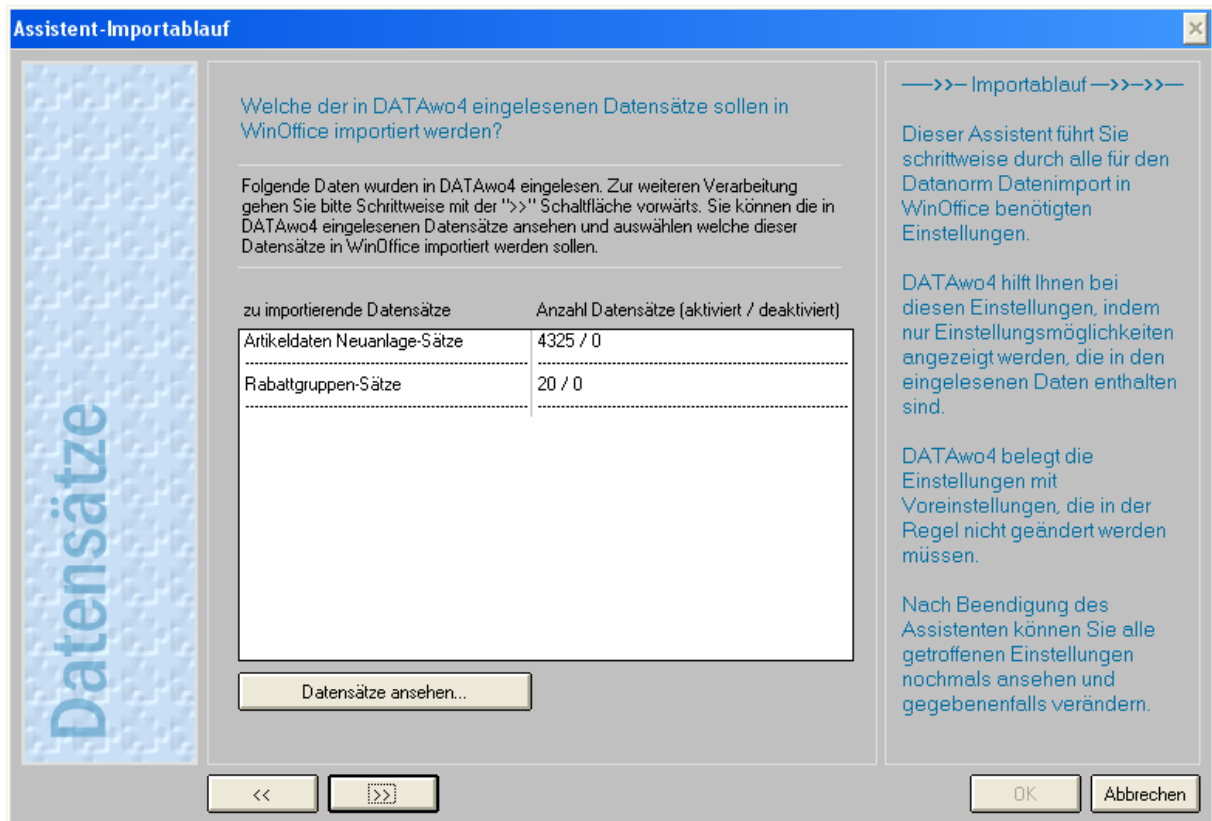 Assistent-Importablauf
Datensätze
Welche der in DATAwo4 eingelesenen Datensätze sollen in
WinOffice importiert werden?
Folgende Daten wurden in DATAwo4 eingelesen. Zur weiteren Verarbeitung
gehen Sie bitte Schrittweise mit der ">>" Schaltfläche vorwärts. Sie können die in
DATAwo4 eingelesenen Datensätze ansehen und auswählen welche dieser
Datensätze in WinOffice importiert werden sollen.
zu importierende Datensätze Anzahl Datensätze (aktiviert / deaktiviert)
Artikeldaten Neuanlage-Sätze 4325 / 0
Rabattgruppen-Sätze 20 / 0
Datensätze ansehen...
—>>– Importablauf —>>–>>—
Dieser Assistent führt Sie
schrittweise durch alle für den
Datanorm Datenimport in
WinOffice benötigten
Einstellungen.
DATAwo4 hilft Ihnen bei
diesen Einstellungen, indem
nur Einstellungsmöglichkeiten
angezeigt werden, die in den
eingelesenen Daten enthalten
sind.
DATAwo4 belegt die
Einstellungen mit
Voreinstellungen, die in der
Regel nicht geändert werden
müssen.
Nach Beendigung des
Assistenten können Sie alle
getroffenen Einstellungen
nochmals ansehen und
gegebenenfalls verändern.
<< >> OK Abbrechen